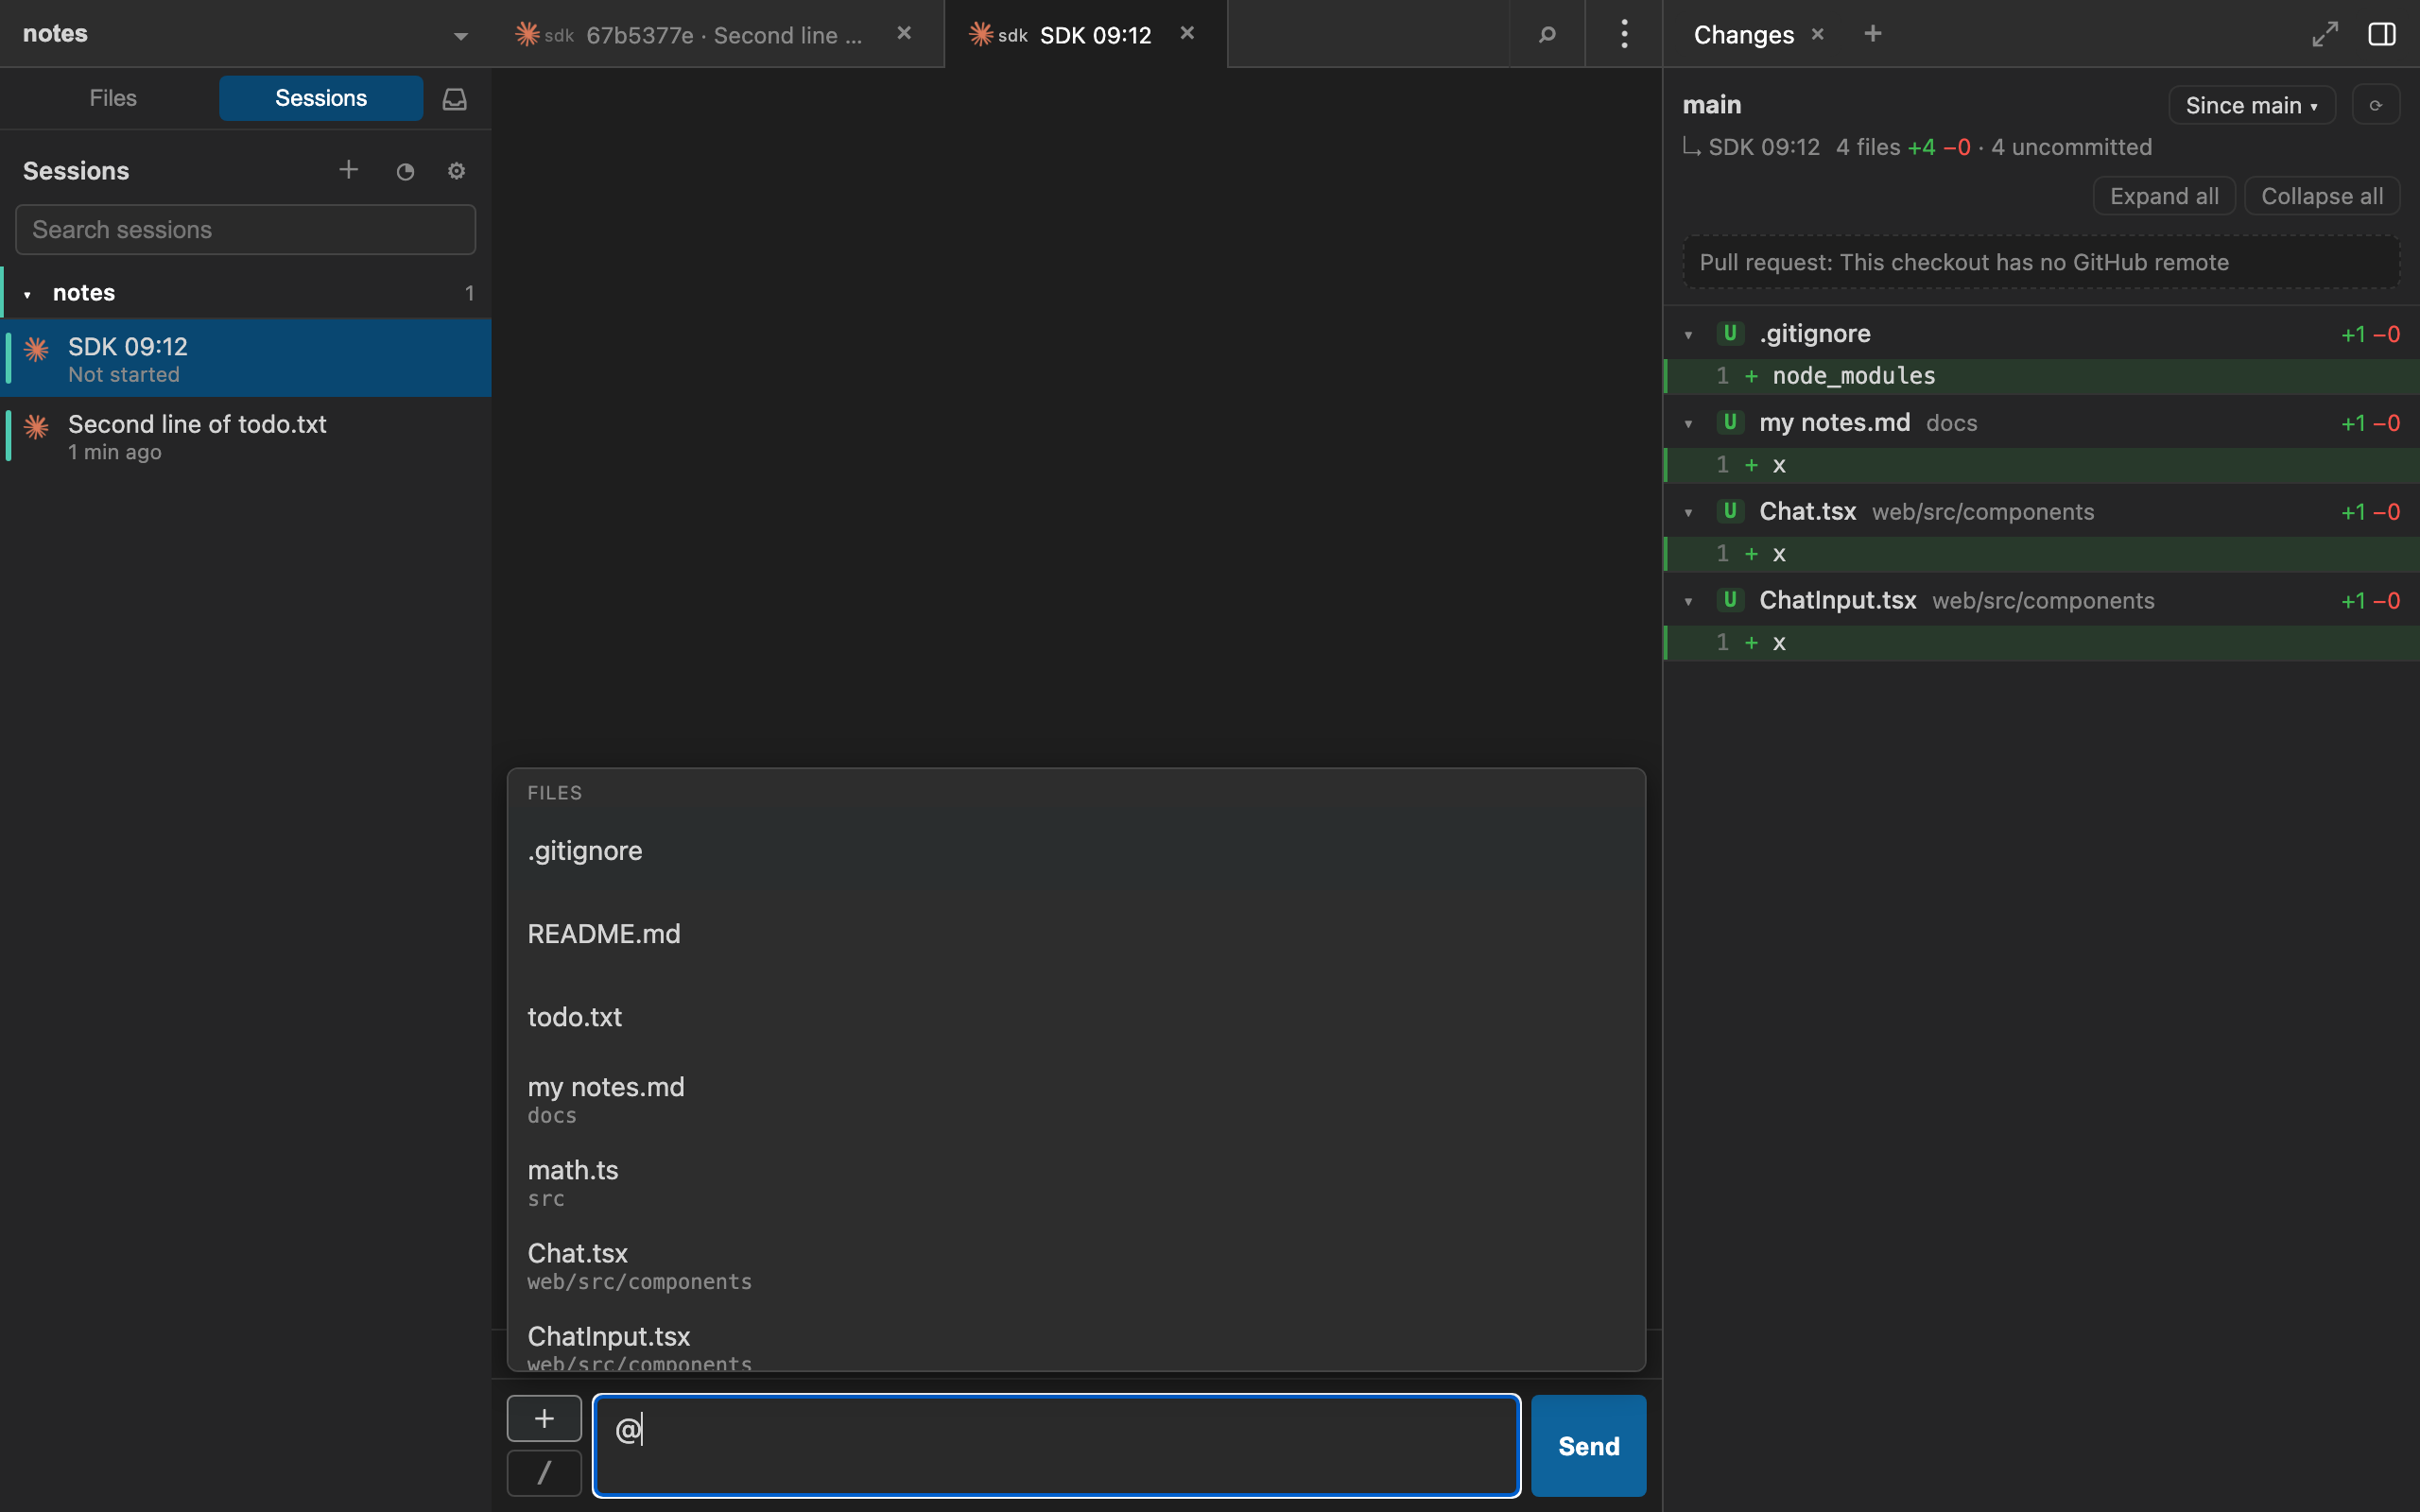 notes
Files
Sessions
Sessions
Search sessions
notes 1
SDK 09:12
Not started
Second line of todo.txt
1 min ago
sdk 67b5377e · Second line ...
sdk SDK 09:12
FILES
.gitignore
README.md
todo.txt
my notes.md
docs
math.ts
src
Chat.tsx
web/src/components
ChatInput.tsx
web/src/components
+
/
@
Send
Changes
main
Since main
SDK 09:12 4 files +4 −0 · 4 uncommitted
Expand all
Collapse all
Pull request: This checkout has no GitHub remote
U .gitignore +1 −0
1 + node_modules
U my notes.md docs +1 −0
1 + x
U Chat.tsx web/src/components +1 −0
1 + x
U ChatInput.tsx web/src/components +1 −0
1 + x